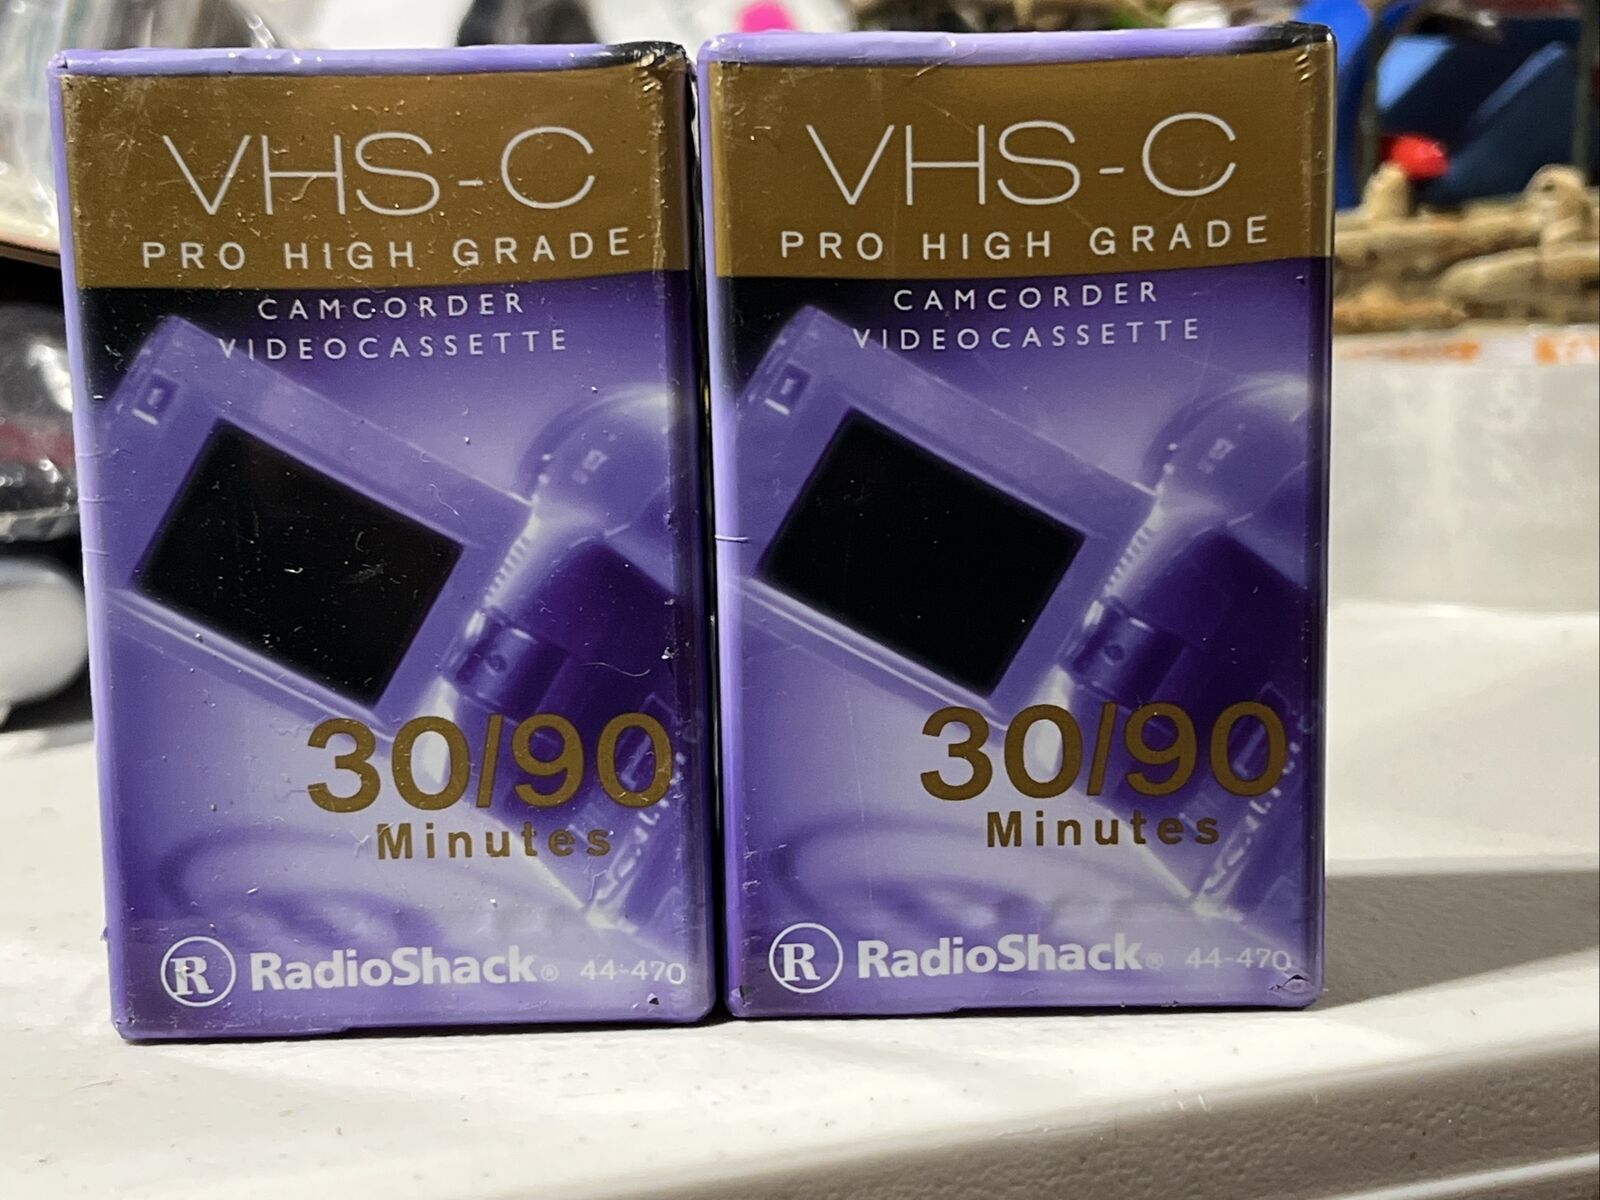 VHS-C
PRO HIGH GRADE
CAMCORDER
VIDEOCASSETTE
30/90
Minutes
R RadioShack® 44-470
VHS-C
PRO HIGH GRADE
CAMCORDER
VIDEOCASSETTE
30/90
Minutes
R RadioShack® 44-470